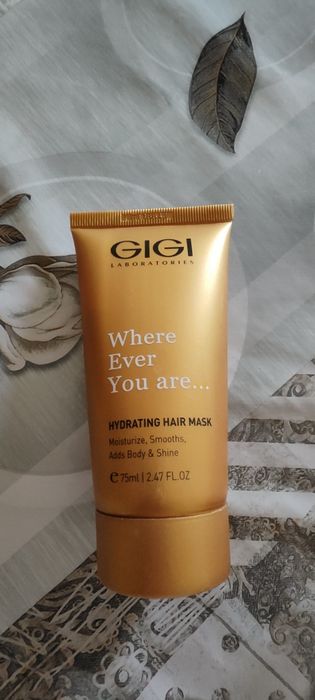 GIGI
LABORATORIES
Where
Ever
You are...
HYDRATING HAIR MASK
Moisturize, Smooths,
Adds Body & Shine
℮ 75ml | 2.47 FL.OZ